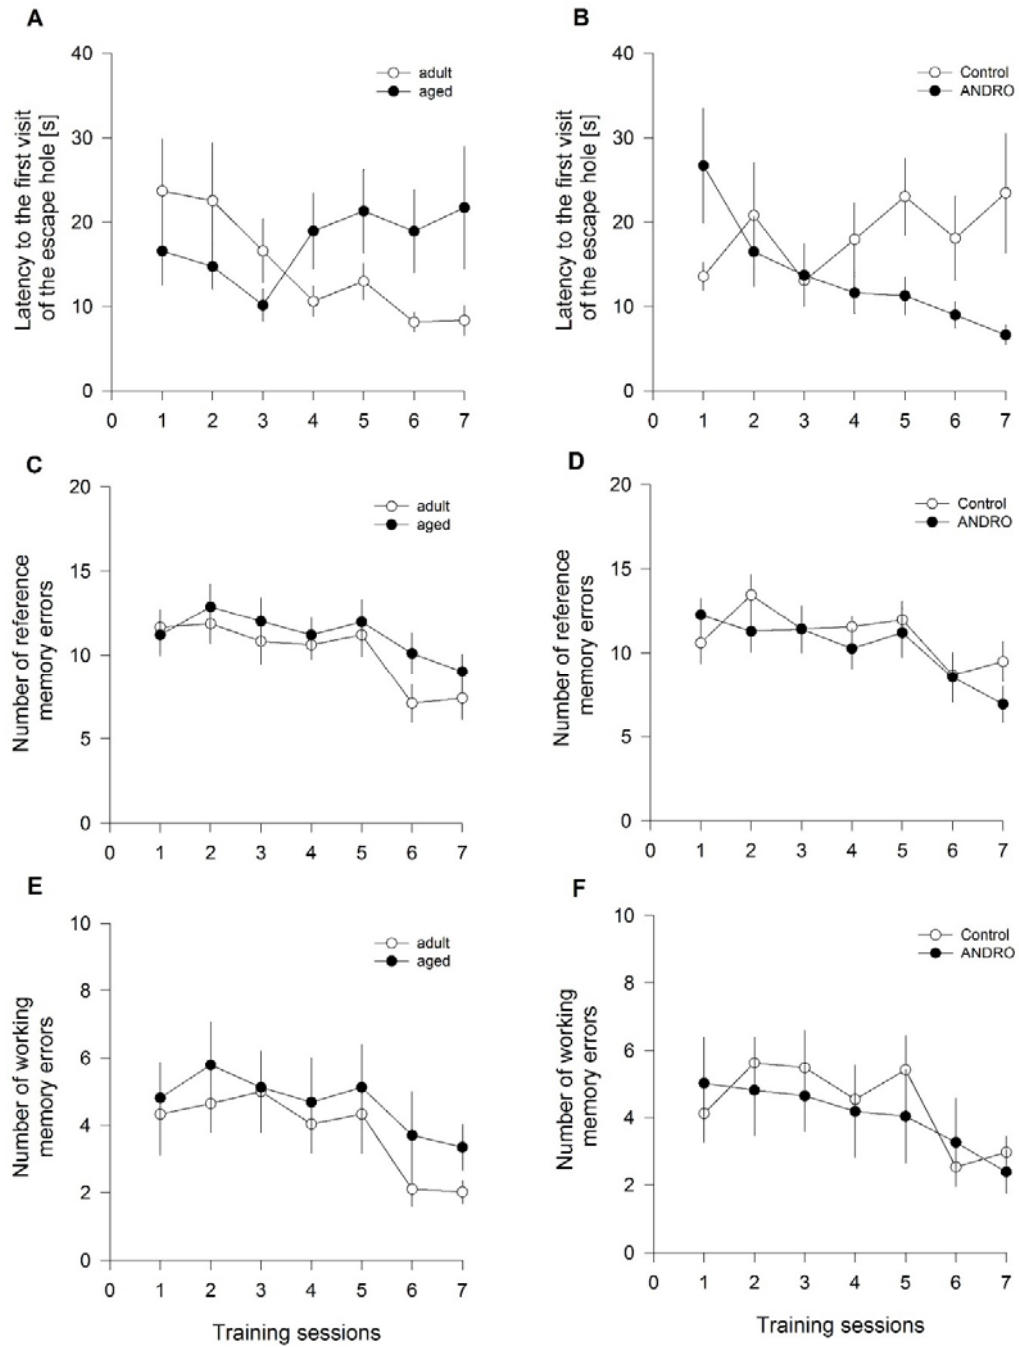 A
B
40
30
20
10
0
Latency to the first visit
of the escape hole [s]
adult
aged
0 1 2 3 4 5 6 7
40
30
20
10
0
Latency to the first visit
of the escape hole [s]
Control
ANDRO
0 1 2 3 4 5 6 7
C
D
20
15
10
5
0
Number of reference
memory errors
adult
aged
0 1 2 3 4 5 6 7
20
15
10
5
0
Number of reference
memory errors
Control
ANDRO
0 1 2 3 4 5 6 7
E
F
10
8
6
4
2
0
Number of working
memory errors
adult
aged
0 1 2 3 4 5 6 7
Training sessions
10
8
6
4
2
0
Number of working
memory errors
Control
ANDRO
0 1 2 3 4 5 6 7
Training sessions